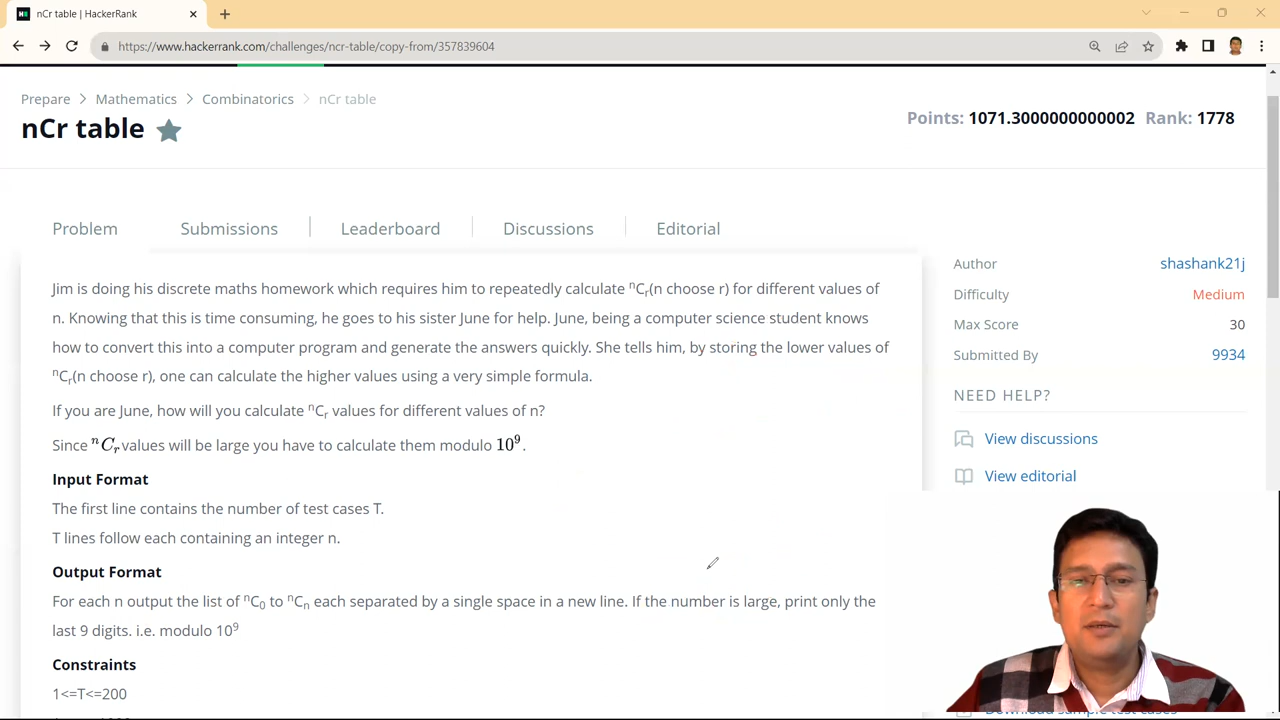 nCr table | HackerRank
https://www.hackerrank.com/challenges/ncr-table/copy-from/357839604
Prepare > Mathematics > Combinatorics > nCr table
nCr table
Points: 1071.3000000000002 Rank: 1778
Problem Submissions Leaderboard Discussions Editorial
Jim is doing his discrete maths homework which requires him to repeatedly calculate ⁿCᵣ(n choose r) for different values of
n. Knowing that this is time consuming, he goes to his sister June for help. June, being a computer science student knows
how to convert this into a computer program and generate the answers quickly. She tells him, by storing the lower values of
ⁿCᵣ(n choose r), one can calculate the higher values using a very simple formula.
If you are June, how will you calculate ⁿCᵣ values for different values of n?
Since ⁿCᵣ values will be large you have to calculate them modulo 10⁹.
Input Format
The first line contains the number of test cases T.
T lines follow each containing an integer n.
Output Format
For each n output the list of ⁿC₀ to ⁿCₙ each separated by a single space in a new line. If the number is large, print only the
last 9 digits. i.e. modulo 10⁹
Constraints
1<=T<=200
Author shashank21j
Difficulty Medium
Max Score 30
Submitted By 9934
NEED HELP?
View discussions
View editorial